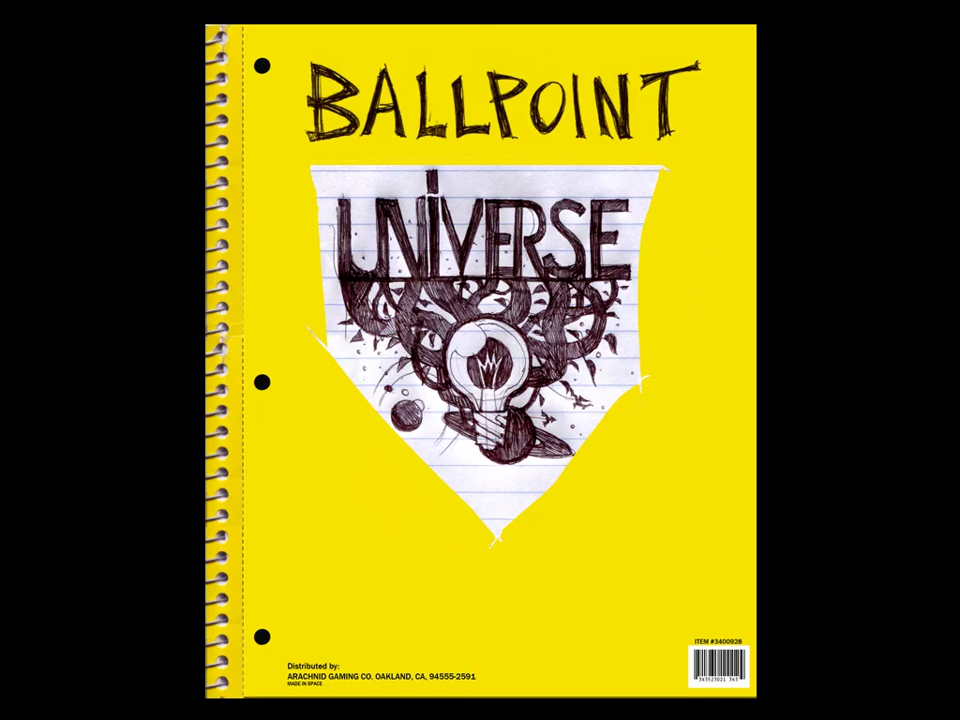 BALLPOINT
UNiVERSE
Distributed by:
ARACHNID GAMING CO. OAKLAND, CA, 94555-2591
MADE IN SPACE
ITEM #3400928